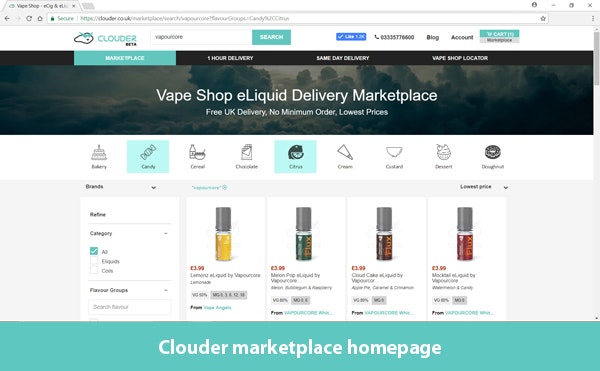 Vape Shop - eCig & eLiq
Secure https://clouder.co.uk/marketplace/search/vapourcore?flavourGroups=Candy%2CCitrus
CLOUDER
BETA
vapourcore
SEARCH
Like 1.2K
03335776600
Blog
Account
CART (1)
Marketplace
MARKETPLACE
1 HOUR DELIVERY
SAME DAY DELIVERY
VAPE SHOP LOCATOR
Vape Shop eLiquid Delivery Marketplace
Free UK Delivery, No Minimum Order, Lowest Prices
Bakery Candy Cereal Chocolate Citrus Cream Custard Dessert Doughnut
Brands
"vapourcore"
Lowest price
Refine
Category
All
Eliquids
Coils
Flavour Groups
Search flavour
£3.99
Lemonz eLiquid by Vapourcore
Lemonade
VG 50% MG 0, 3, 6, 12, 18
From Vape Angels
£3.99
Melon Pop eLiquid by Vapourcore
Melon, Bubblegum & Raspberry
VG 80% MG 0, 6
From VAPOURCORE Whit...
£3.99
Cloud Cake eLiquid by Vapourcor...
Apple Pie, Caramel & Cinnamon
VG 80% MG 0
From VAPOURCORE Whit...
£3.99
Mocktail eLiquid by Vapourcore
Watermelon & Candy
VG 80% MG 0
From VAPOURCORE Whit...
Clouder marketplace homepage